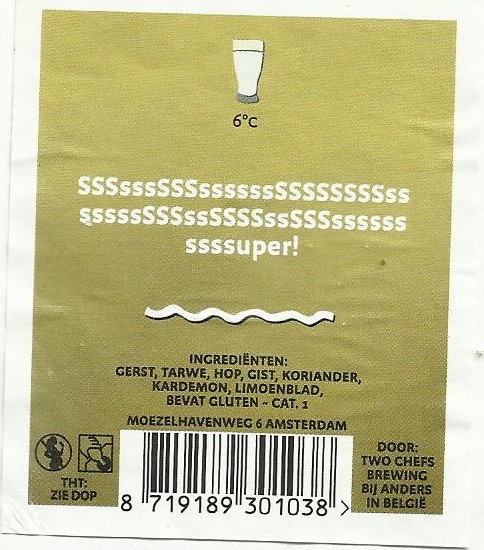 6°C
SSSsssSSSssssssSSSSSSSSSss
sssssSSSssSSSSssSSSssssss
ssssuper!
INGREDIËNTEN:
GERST, TARWE, HOP, GIST, KORIANDER,
KARDEMON, LIMOENBLAD,
BEVAT GLUTEN ~ CAT. 1
MOEZELHAVENWEG 6 AMSTERDAM
THT:
ZIE DOP
8 719189 301038 >
DOOR:
TWO CHEFS
BREWING
BIJ ANDERS
IN BELGIË